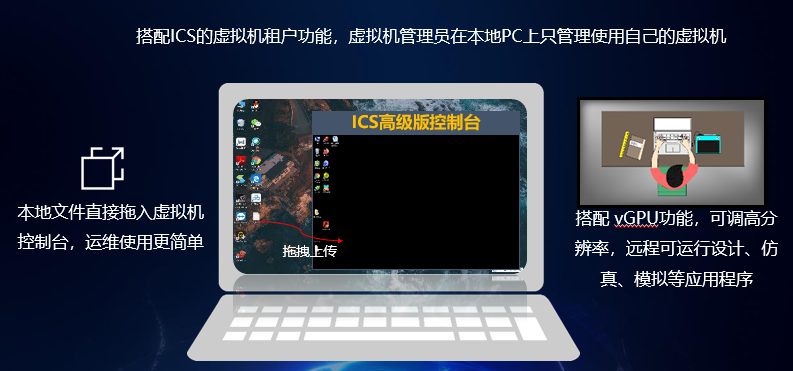 搭配ICS的虚拟机租户功能，虚拟机管理员在本地PC上只管理使用自己的虚拟机
ICS高级版控制台
本地文件直接拖入虚拟机
控制台，运维使用更简单
拖拽上传
搭配 vGPU功能，可调高分
辨率，远程可运行设计、仿
真、模拟等应用程序